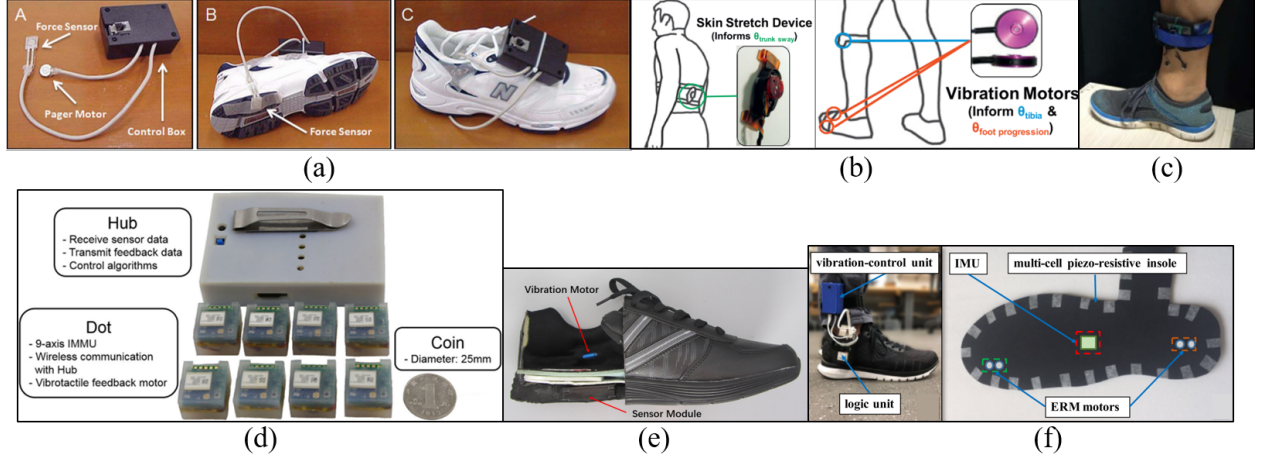 A
Force Sensor
Pager Motor
Control Box
B
Force Sensor
C
N
Skin Stretch Device
(Informs θtrunk sway)
Vibration Motors
(Inform θtibia &
θfoot progression)
(a)
(b)
(c)
Hub
- Receive sensor data
- Transmit feedback data
- Control algorithms
Dot
- 9-axis IMMU
- Wireless communication
with Hub
- Vibrotactile feedback motor
Coin
- Diameter: 25mm
Vibration Motor
Sensor Module
vibration-control unit
logic unit
IMU
multi-cell piezo-resistive insole
ERM motors
(d)
(e)
(f)